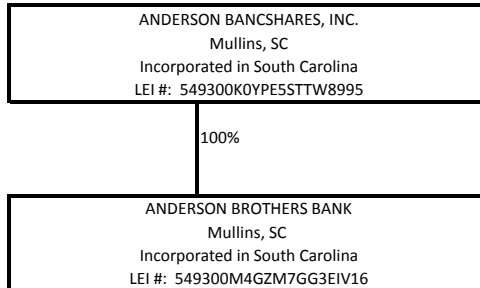 ANDERSON BANCSHARES, INC.
Mullins, SC
Incorporated in South Carolina
LEI #: 549300K0YPE5STTW8995
100%
ANDERSON BROTHERS BANK
Mullins, SC
Incorporated in South Carolina
LEI #: 549300M4GZM7GG3EIV16